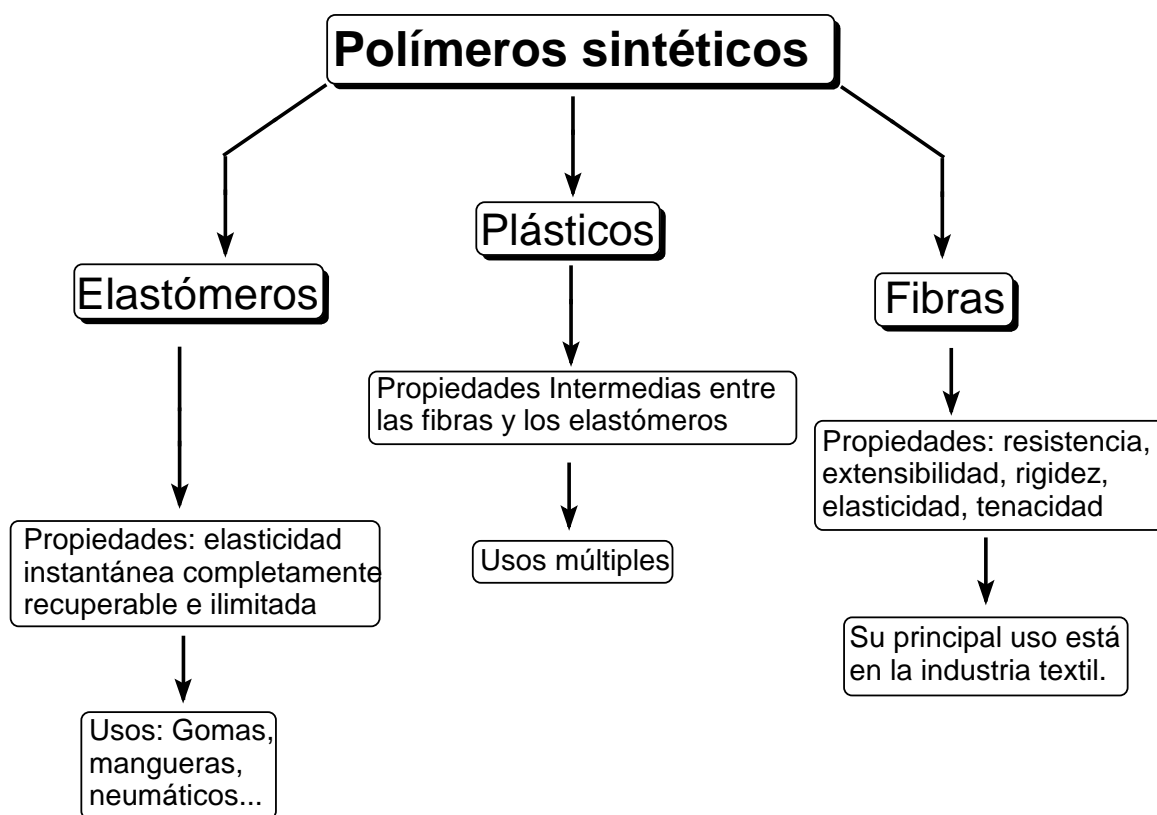 Polímeros sintéticos
Plásticos
Elastómeros
Fibras
Propiedades Intermedias entre
las fibras y los elastómeros
Propiedades: resistencia,
extensibilidad, rigidez,
elasticidad, tenacidad
Propiedades: elasticidad
instantánea completamente
recuperable e ilimitada
Usos múltiples
Su principal uso está
en la industria textil.
Usos: Gomas,
mangueras,
neumáticos...